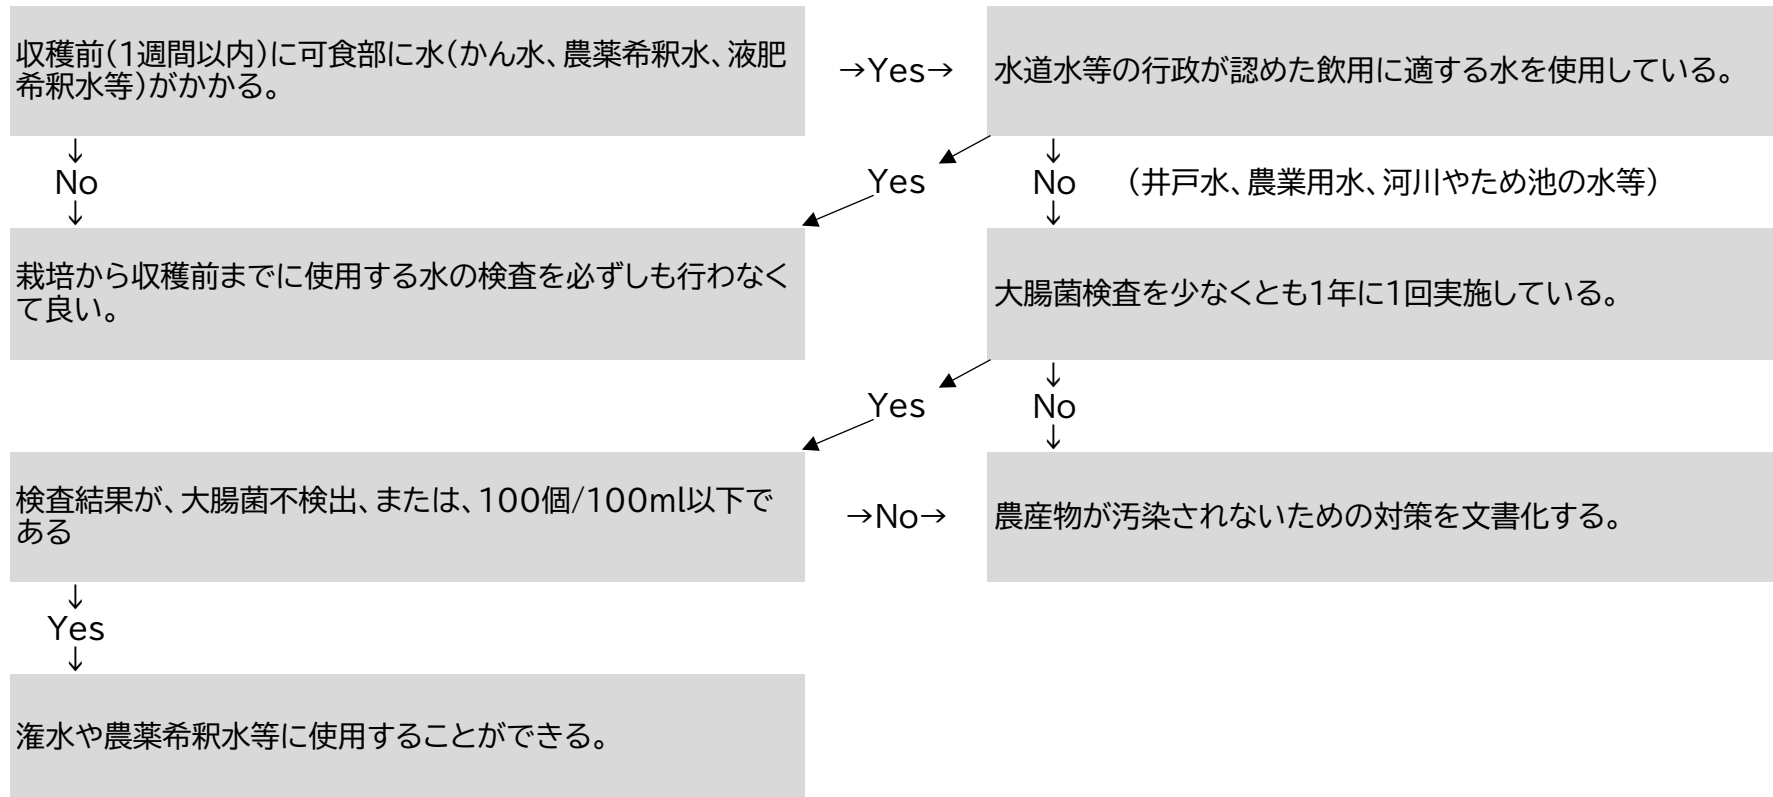 収穫前(1週間以内)に可食部に水(かん水、農薬希釈水、液肥
希釈水等)がかかる。
→Yes→
水道水等の行政が認めた飲用に適する水を使用している。
↓
No
↓
Yes
↓
No (井戸水、農業用水、河川やため池の水等)
↓
栽培から収穫前までに使用する水の検査を必ずしも行わなく
て良い。
大腸菌検査を少なくとも1年に1回実施している。
Yes
↓
No
↓
検査結果が、大腸菌不検出、または、100個/100ml以下で
ある
→No→
農産物が汚染されないための対策を文書化する。
↓
Yes
↓
潅水や農薬希釈水等に使用することができる。